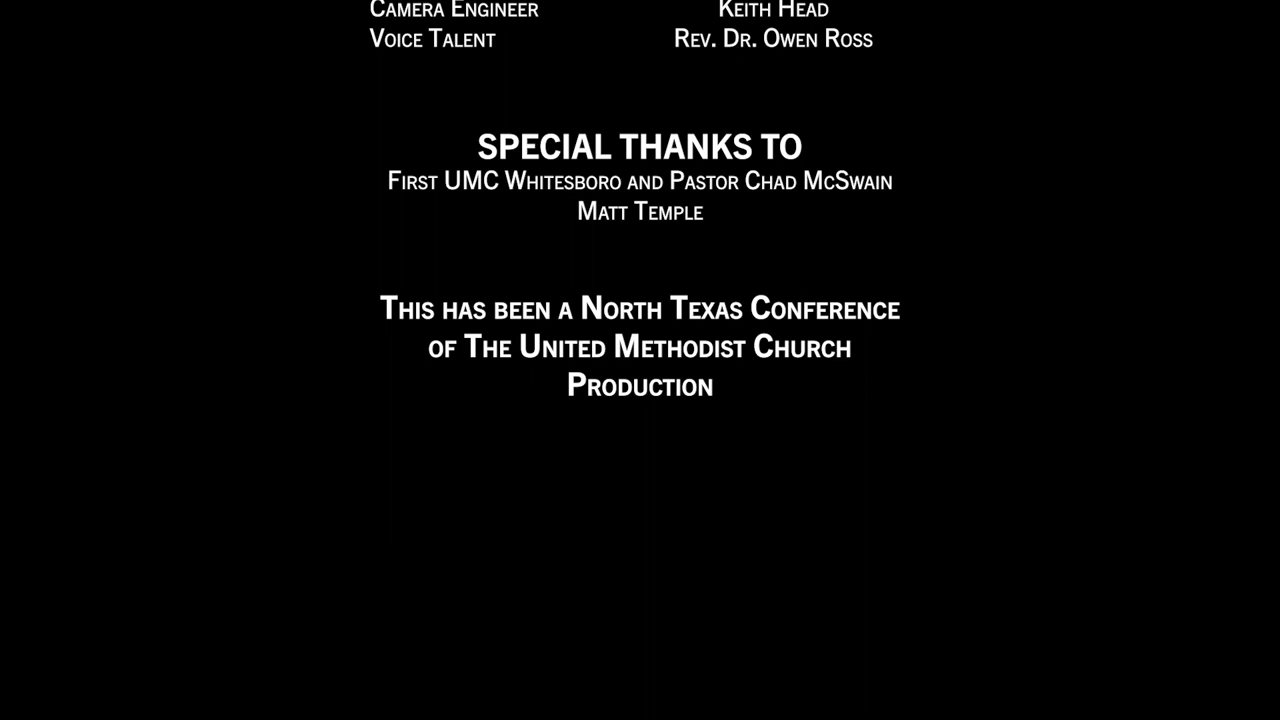 Camera Engineer Keith Head
Voice Talent Rev. Dr. Owen Ross
SPECIAL THANKS TO
First UMC Whitesboro and Pastor Chad McSwain
Matt Temple
This has been a North Texas Conference
of The United Methodist Church
Production